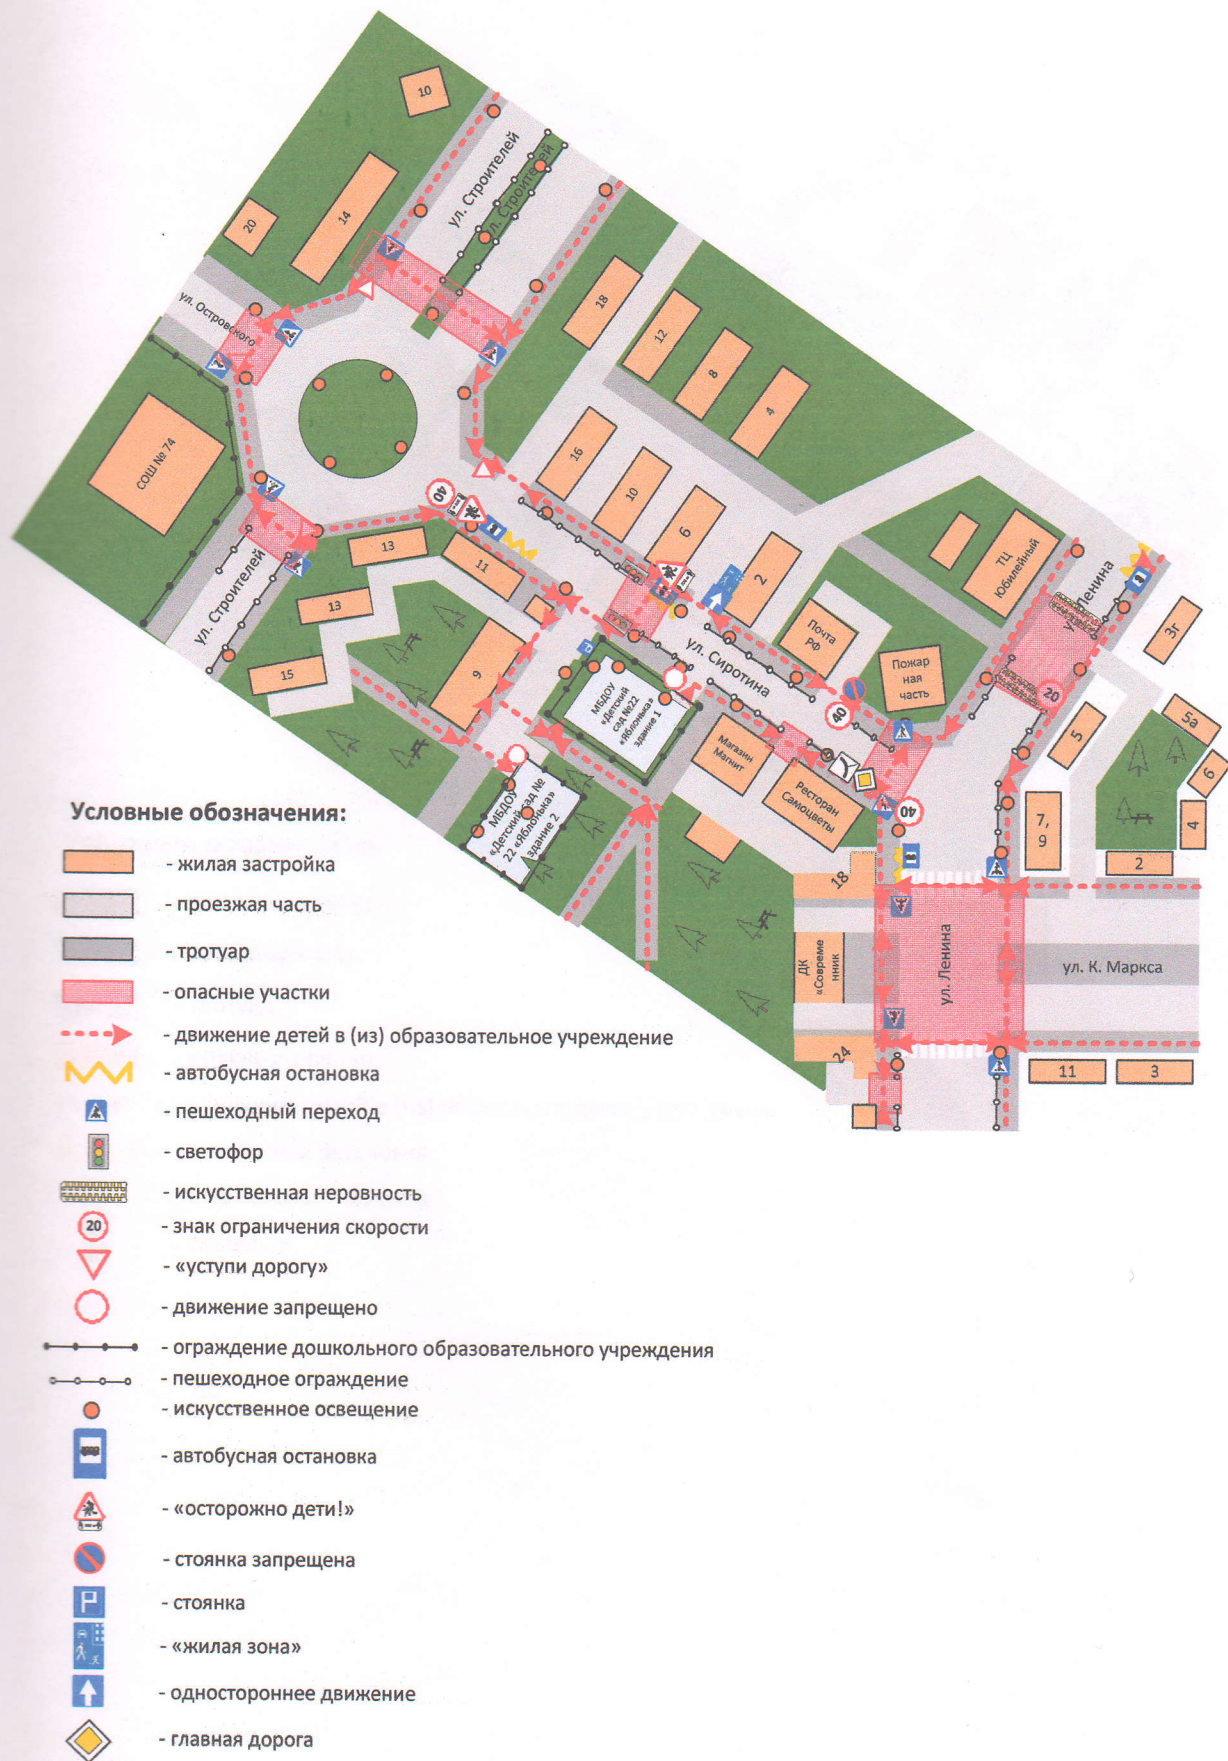 10
ул. Строителей
ул. Строителей
20
14
ул. Островского
18
12
8
4
СОШ № 74
16
10
6
2
40
13
11
13
15
9
ул. Строителей
ТЦ
Юбилейный
Ленина
3г
Почта
РФ
Пожар
ная
часть
ул. Сиротина
40
20
P
МБДОУ
«Детский
сад №22
«Яблонька»
здание 1
Магазин
Магнит
Ресторан
Самоцветы
40
5
5а
6
4
7,
9
2
МБДОУ
«Детский сад №
22 «Яблонька»
здание 2
18
ДК
«Совреме
нник
ул. Ленина
ул. К. Маркса
24
11
3
Условные обозначения:
- жилая застройка
- проезжая часть
- тротуар
- опасные участки
- движение детей в (из) образовательное учреждение
- автобусная остановка
- пешеходный переход
- светофор
- искусственная неровность
20
- знак ограничения скорости
- «уступи дорогу»
- движение запрещено
- ограждение дошкольного образовательного учреждения
- пешеходное ограждение
- искусственное освещение
- автобусная остановка
- «осторожно дети!»
- стоянка запрещена
P
- стоянка
- «жилая зона»
- одностороннее движение
- главная дорога